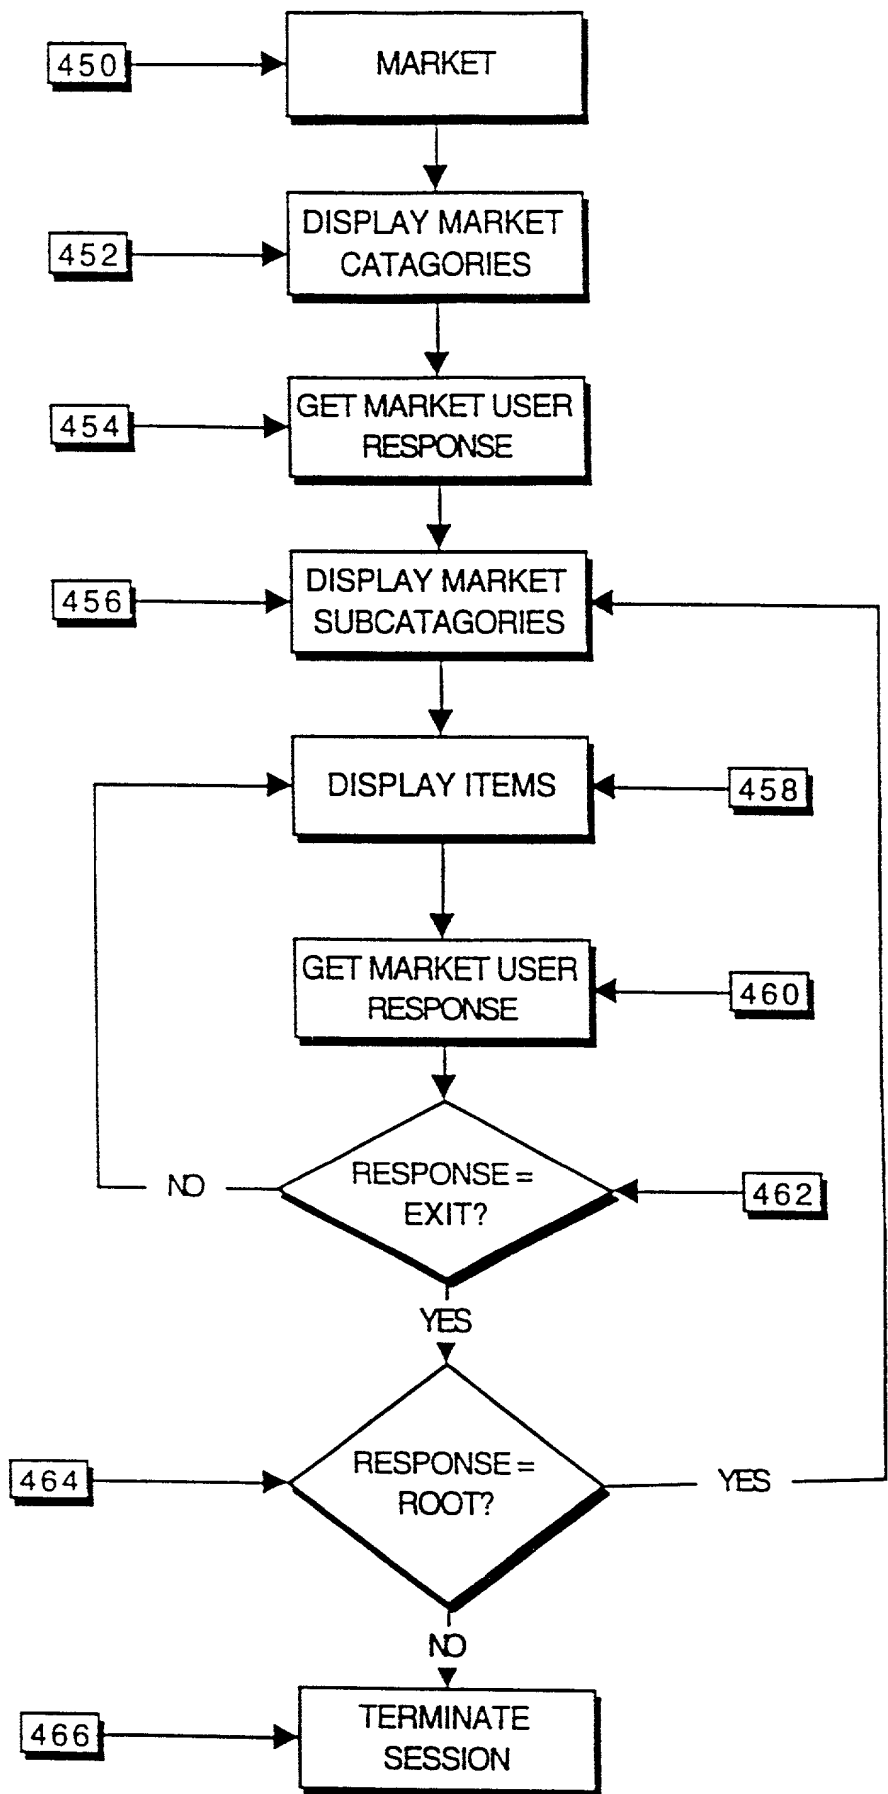 450
MARKET
452
DISPLAY MARKET
CATAGORIES
454
GET MARKET USER
RESPONSE
456
DISPLAY MARKET
SUBCATAGORIES
DISPLAY ITEMS
458
GET MARKET USER
RESPONSE
460
NO
RESPONSE =
EXIT?
462
YES
464
RESPONSE =
ROOT?
YES
NO
466
TERMINATE
SESSION